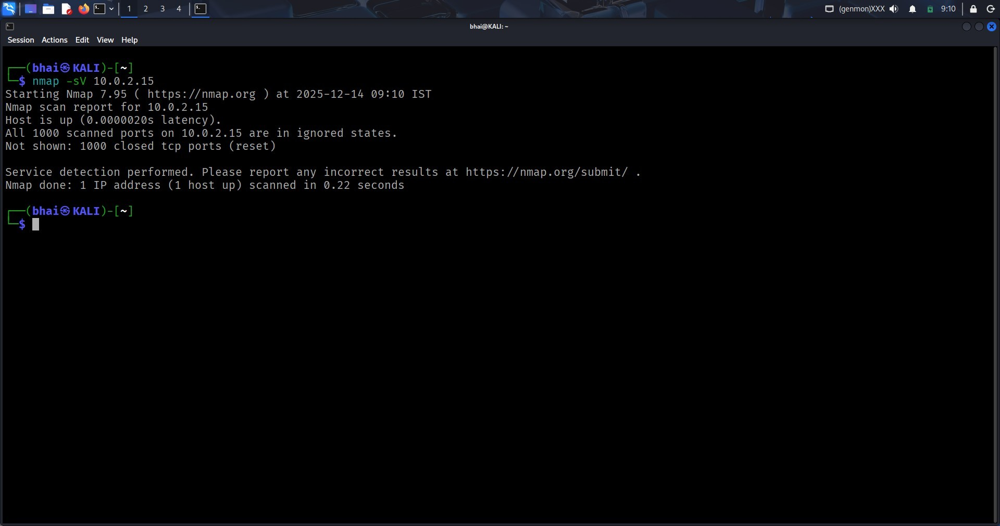 1 2 3 4 (genmon)XXX 9:10
bhai@KALI: ~
Session Actions Edit View Help
┌──(bhai㉿KALI)-[~]
└─$ nmap -sV 10.0.2.15
Starting Nmap 7.95 ( https://nmap.org ) at 2025-12-14 09:10 IST
Nmap scan report for 10.0.2.15
Host is up (0.0000020s latency).
All 1000 scanned ports on 10.0.2.15 are in ignored states.
Not shown: 1000 closed tcp ports (reset)
Service detection performed. Please report any incorrect results at https://nmap.org/submit/ .
Nmap done: 1 IP address (1 host up) scanned in 0.22 seconds
┌──(bhai㉿KALI)-[~]
└─$